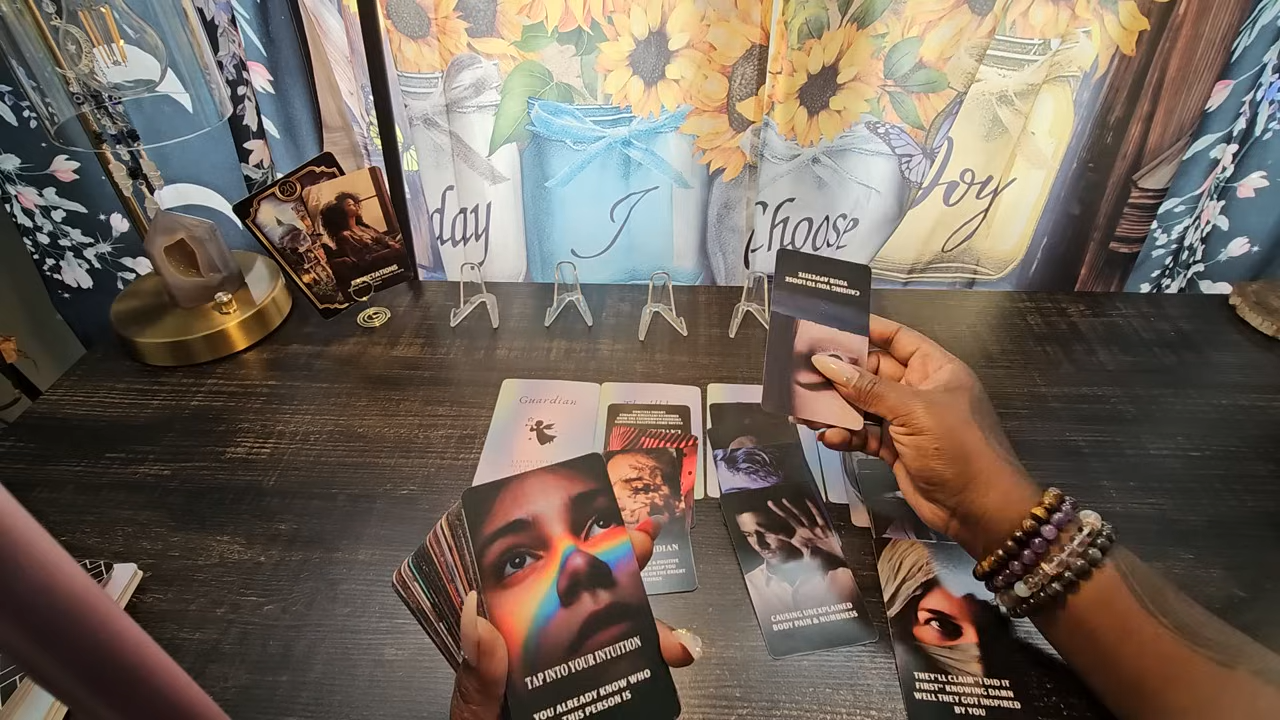 day
I
Choose
Joy
20
CAUSING YOU TO LOOSE
YOUR APPETITE
Guardian
TAP INTO YOUR INTUITION
YOU ALREADY KNOW WHO
THIS PERSON IS
CAUSING UNEXPLAINED
BODY PAIN & NUMBNESS
THEY'LL CLAIM "I DID IT
FIRST" KNOWING DAMN
WELL THEY GOT INSPIRED
BY YOU